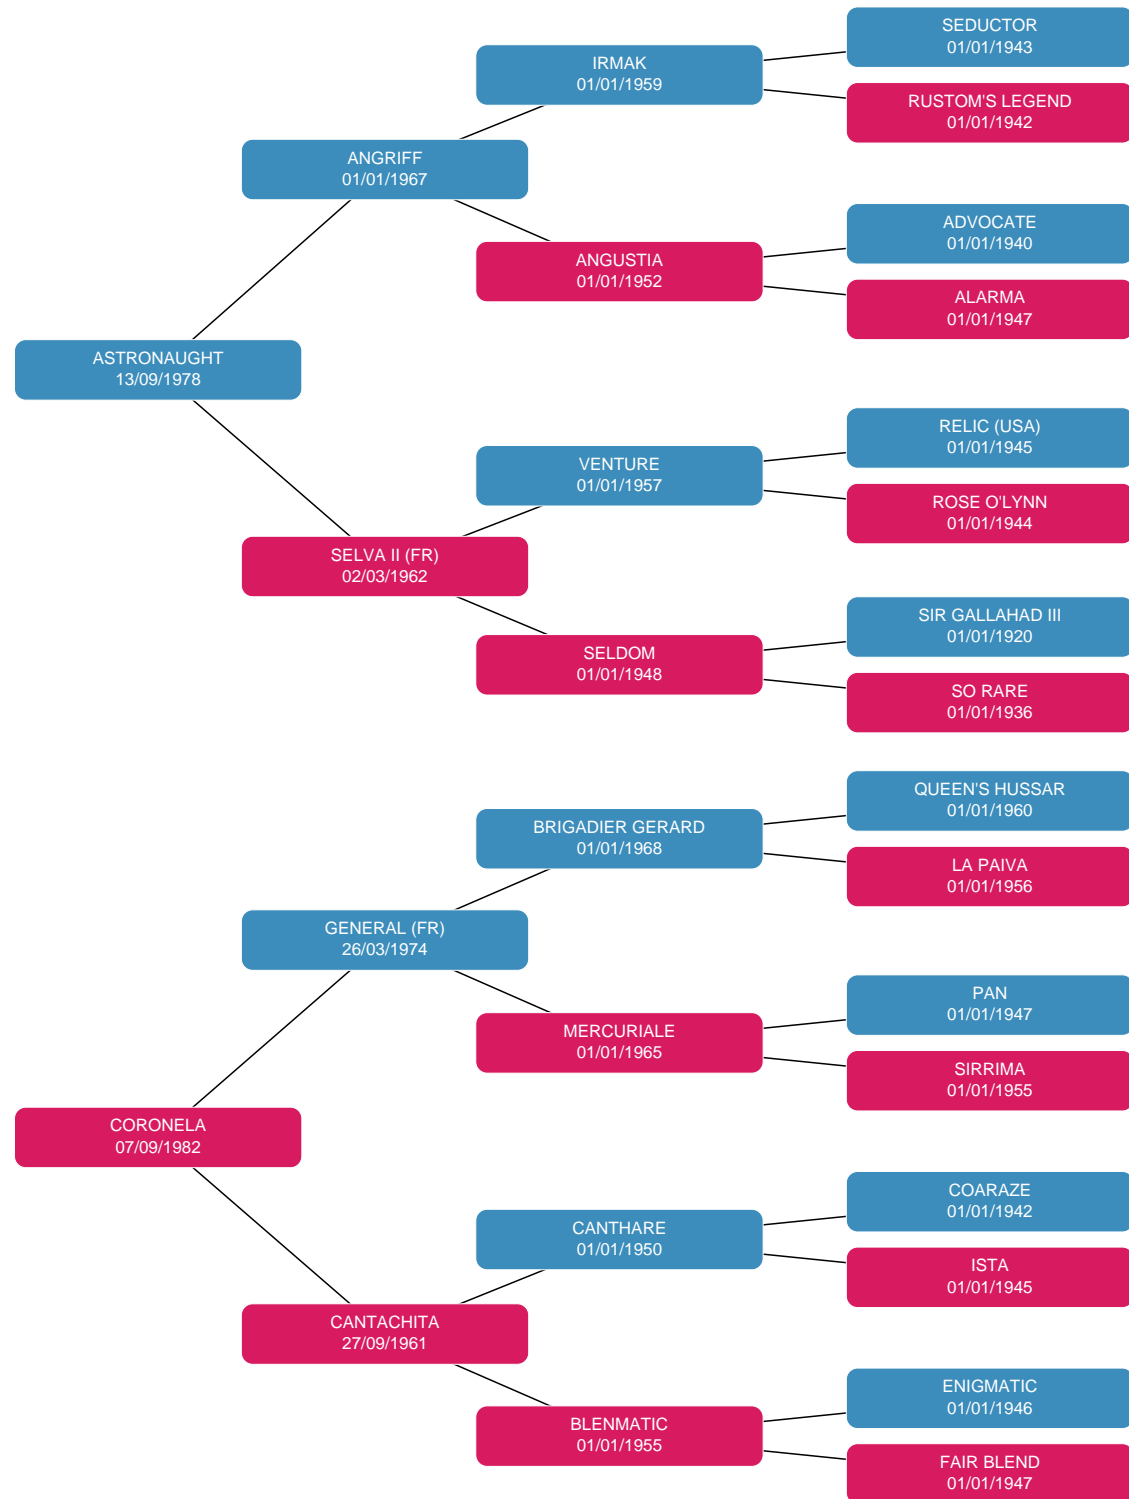 SEDUCTOR
01/01/1943
IRMAK
01/01/1959
RUSTOM'S LEGEND
01/01/1942
ANGRIFF
01/01/1967
ADVOCATE
01/01/1940
ANGUSTIA
01/01/1952
ALARMA
01/01/1947
ASTRONAUGHT
13/09/1978
RELIC (USA)
01/01/1945
VENTURE
01/01/1957
ROSE O'LYNN
01/01/1944
SELVA II (FR)
02/03/1962
SIR GALLAHAD III
01/01/1920
SELDOM
01/01/1948
SO RARE
01/01/1936
QUEEN'S HUSSAR
01/01/1960
BRIGADIER GERARD
01/01/1968
LA PAIVA
01/01/1956
GENERAL (FR)
26/03/1974
PAN
01/01/1947
MERCURIALE
01/01/1965
SIRRIMA
01/01/1955
CORONELA
07/09/1982
COARAZE
01/01/1942
CANTHARE
01/01/1950
ISTA
01/01/1945
CANTACHITA
27/09/1961
ENIGMATIC
01/01/1946
BLENMATIC
01/01/1955
FAIR BLEND
01/01/1947